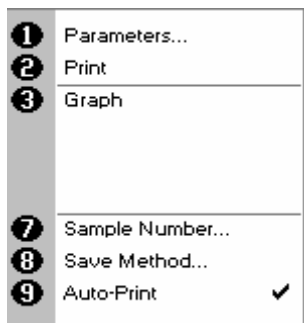 1 Parameters...
2 Print
3 Graph
7 Sample Number...
8 Save Method...
9 Auto-Print ✔